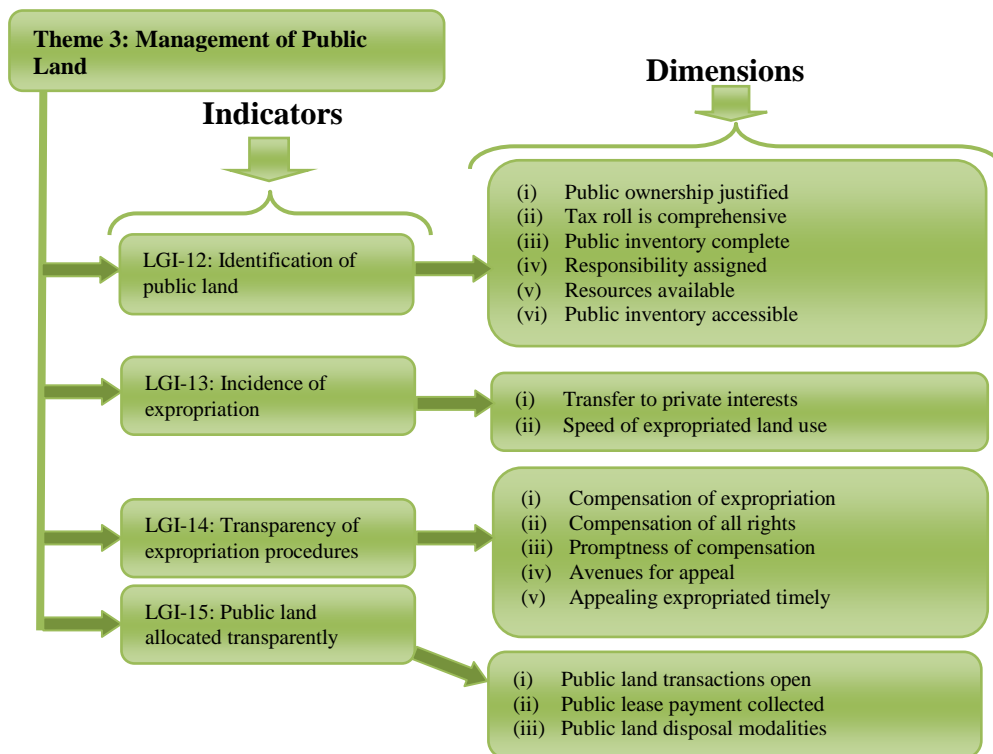 Theme 3: Management of Public
Land
Indicators
Dimensions
LGI-12: Identification of
public land
(i) Public ownership justified
(ii) Tax roll is comprehensive
(iii) Public inventory complete
(iv) Responsibility assigned
(v) Resources available
(vi) Public inventory accessible
LGI-13: Incidence of
expropriation
(i) Transfer to private interests
(ii) Speed of expropriated land use
LGI-14: Transparency of
expropriation procedures
(i) Compensation of expropriation
(ii) Compensation of all rights
(iii) Promptness of compensation
(iv) Avenues for appeal
(v) Appealing expropriated timely
LGI-15: Public land
allocated transparently
(i) Public land transactions open
(ii) Public lease payment collected
(iii) Public land disposal modalities